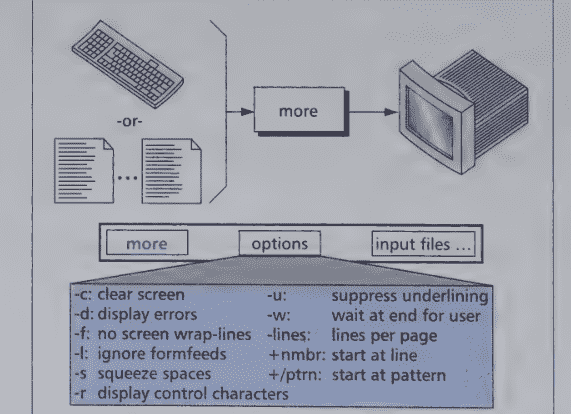 -or-
more
...
more options input files ...
-c: clear screen -u: suppress underlining
-d: display errors -w: wait at end for user
-f: no screen wrap-lines -lines: lines per page
-l: ignore formfeeds +nmbr: start at line
-s squeeze spaces +/ptrn: start at pattern
-r display control characters